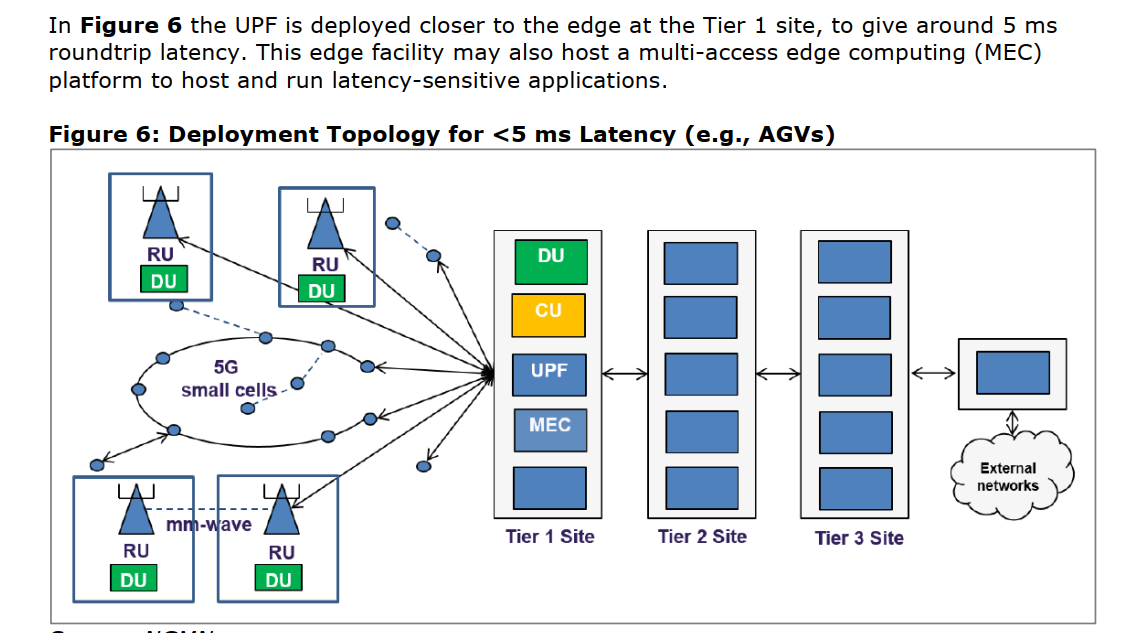 In Figure 6 the UPF is deployed closer to the edge at the Tier 1 site, to give around 5 ms
roundtrip latency. This edge facility may also host a multi-access edge computing (MEC)
platform to host and run latency-sensitive applications.
Figure 6: Deployment Topology for <5 ms Latency (e.g., AGVs)
RU
DU
RU
DU
5G
small cells
mm-wave
RU
DU
RU
DU
DU
CU
UPF
MEC
Tier 1 Site
Tier 2 Site
Tier 3 Site
External
networks